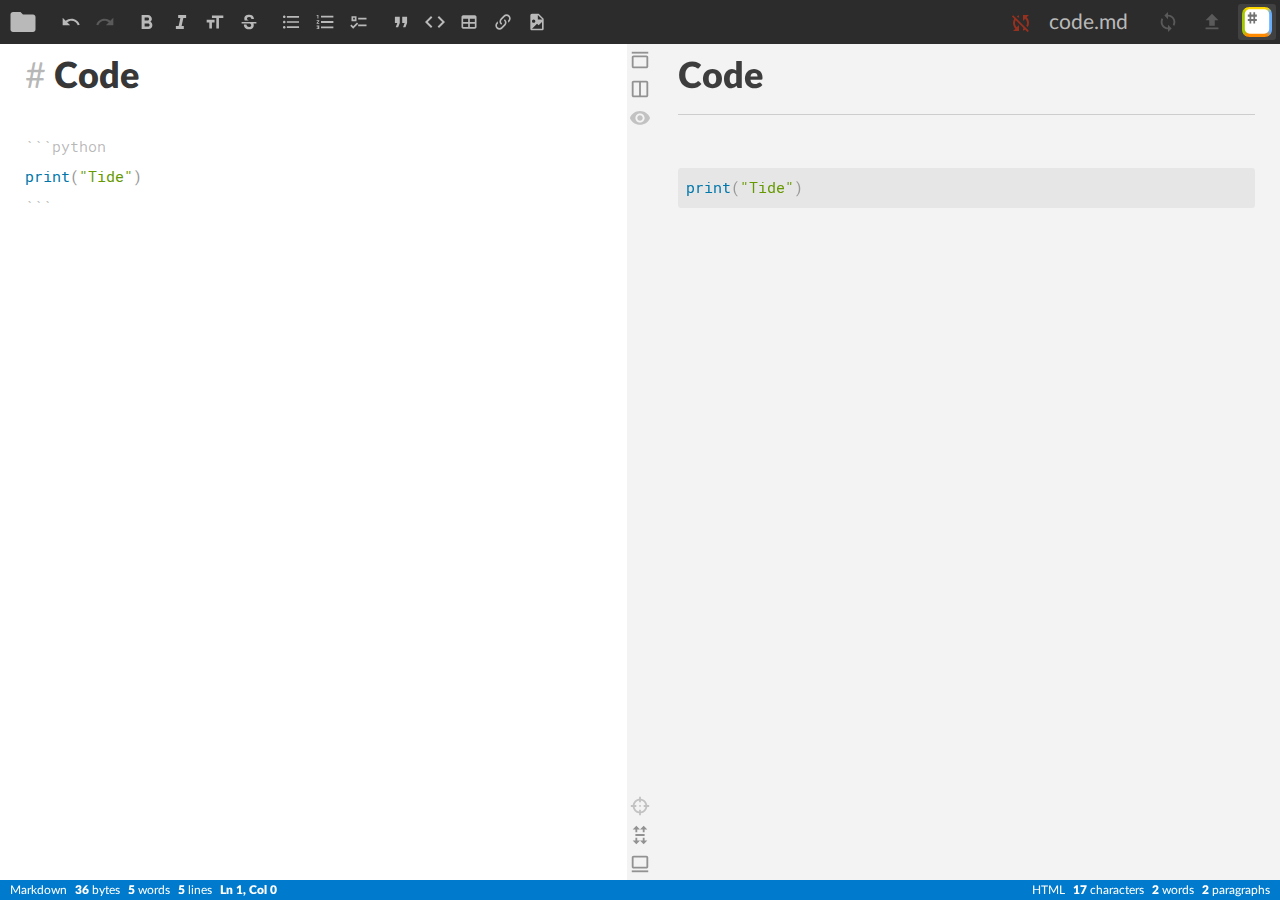 code.md
# Code
```python
print("Tide")
```
Code
print("Tide")
Markdown 36 bytes 5 words 5 lines Ln 1, Col 0
HTML 17 characters 2 words 2 paragraphs